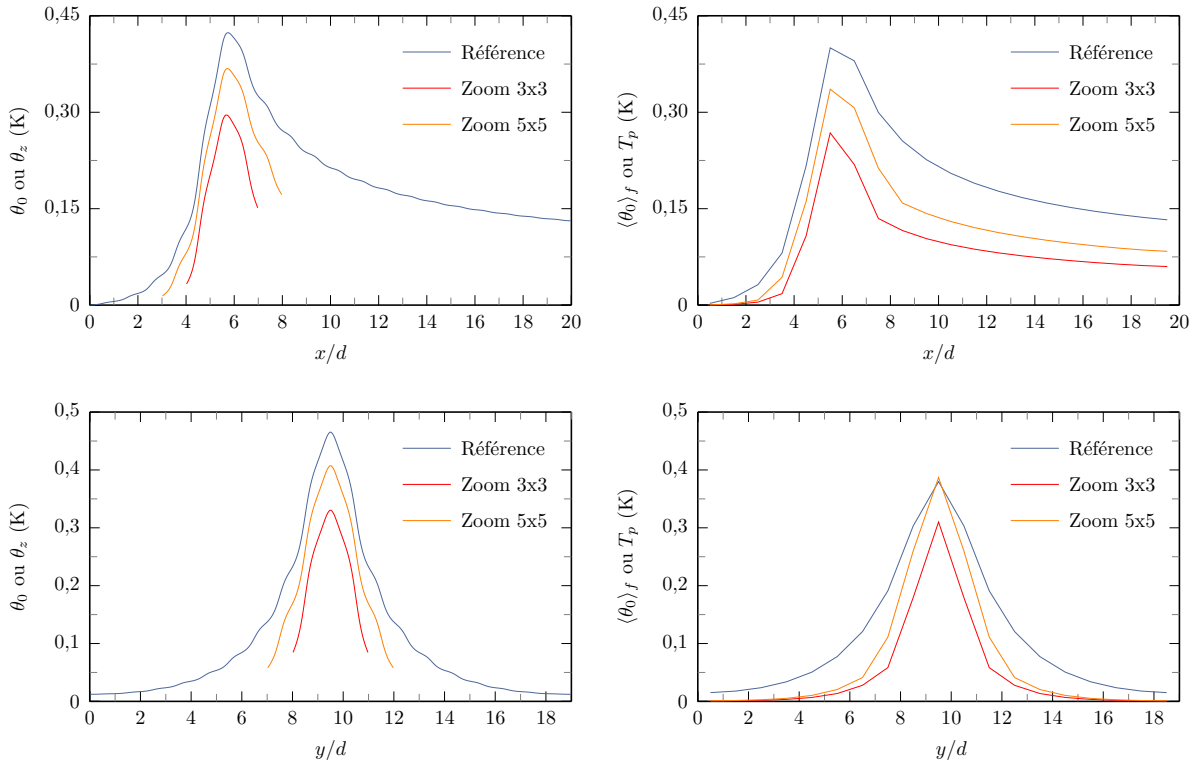 θ0 ou θz (K)
0,45
0,30
0,15
0
0 2 4 6 8 10 12 14 16 18 20
x/d
Référence
Zoom 3x3
Zoom 5x5
⟨θ0⟩f ou Tp (K)
0,45
0,30
0,15
0
0 2 4 6 8 10 12 14 16 18 20
x/d
Référence
Zoom 3x3
Zoom 5x5
θ0 ou θz (K)
0,5
0,4
0,3
0,2
0,1
0
0 2 4 6 8 10 12 14 16 18
y/d
Référence
Zoom 3x3
Zoom 5x5
⟨θ0⟩f ou Tp (K)
0,5
0,4
0,3
0,2
0,1
0
0 2 4 6 8 10 12 14 16 18
y/d
Référence
Zoom 3x3
Zoom 5x5